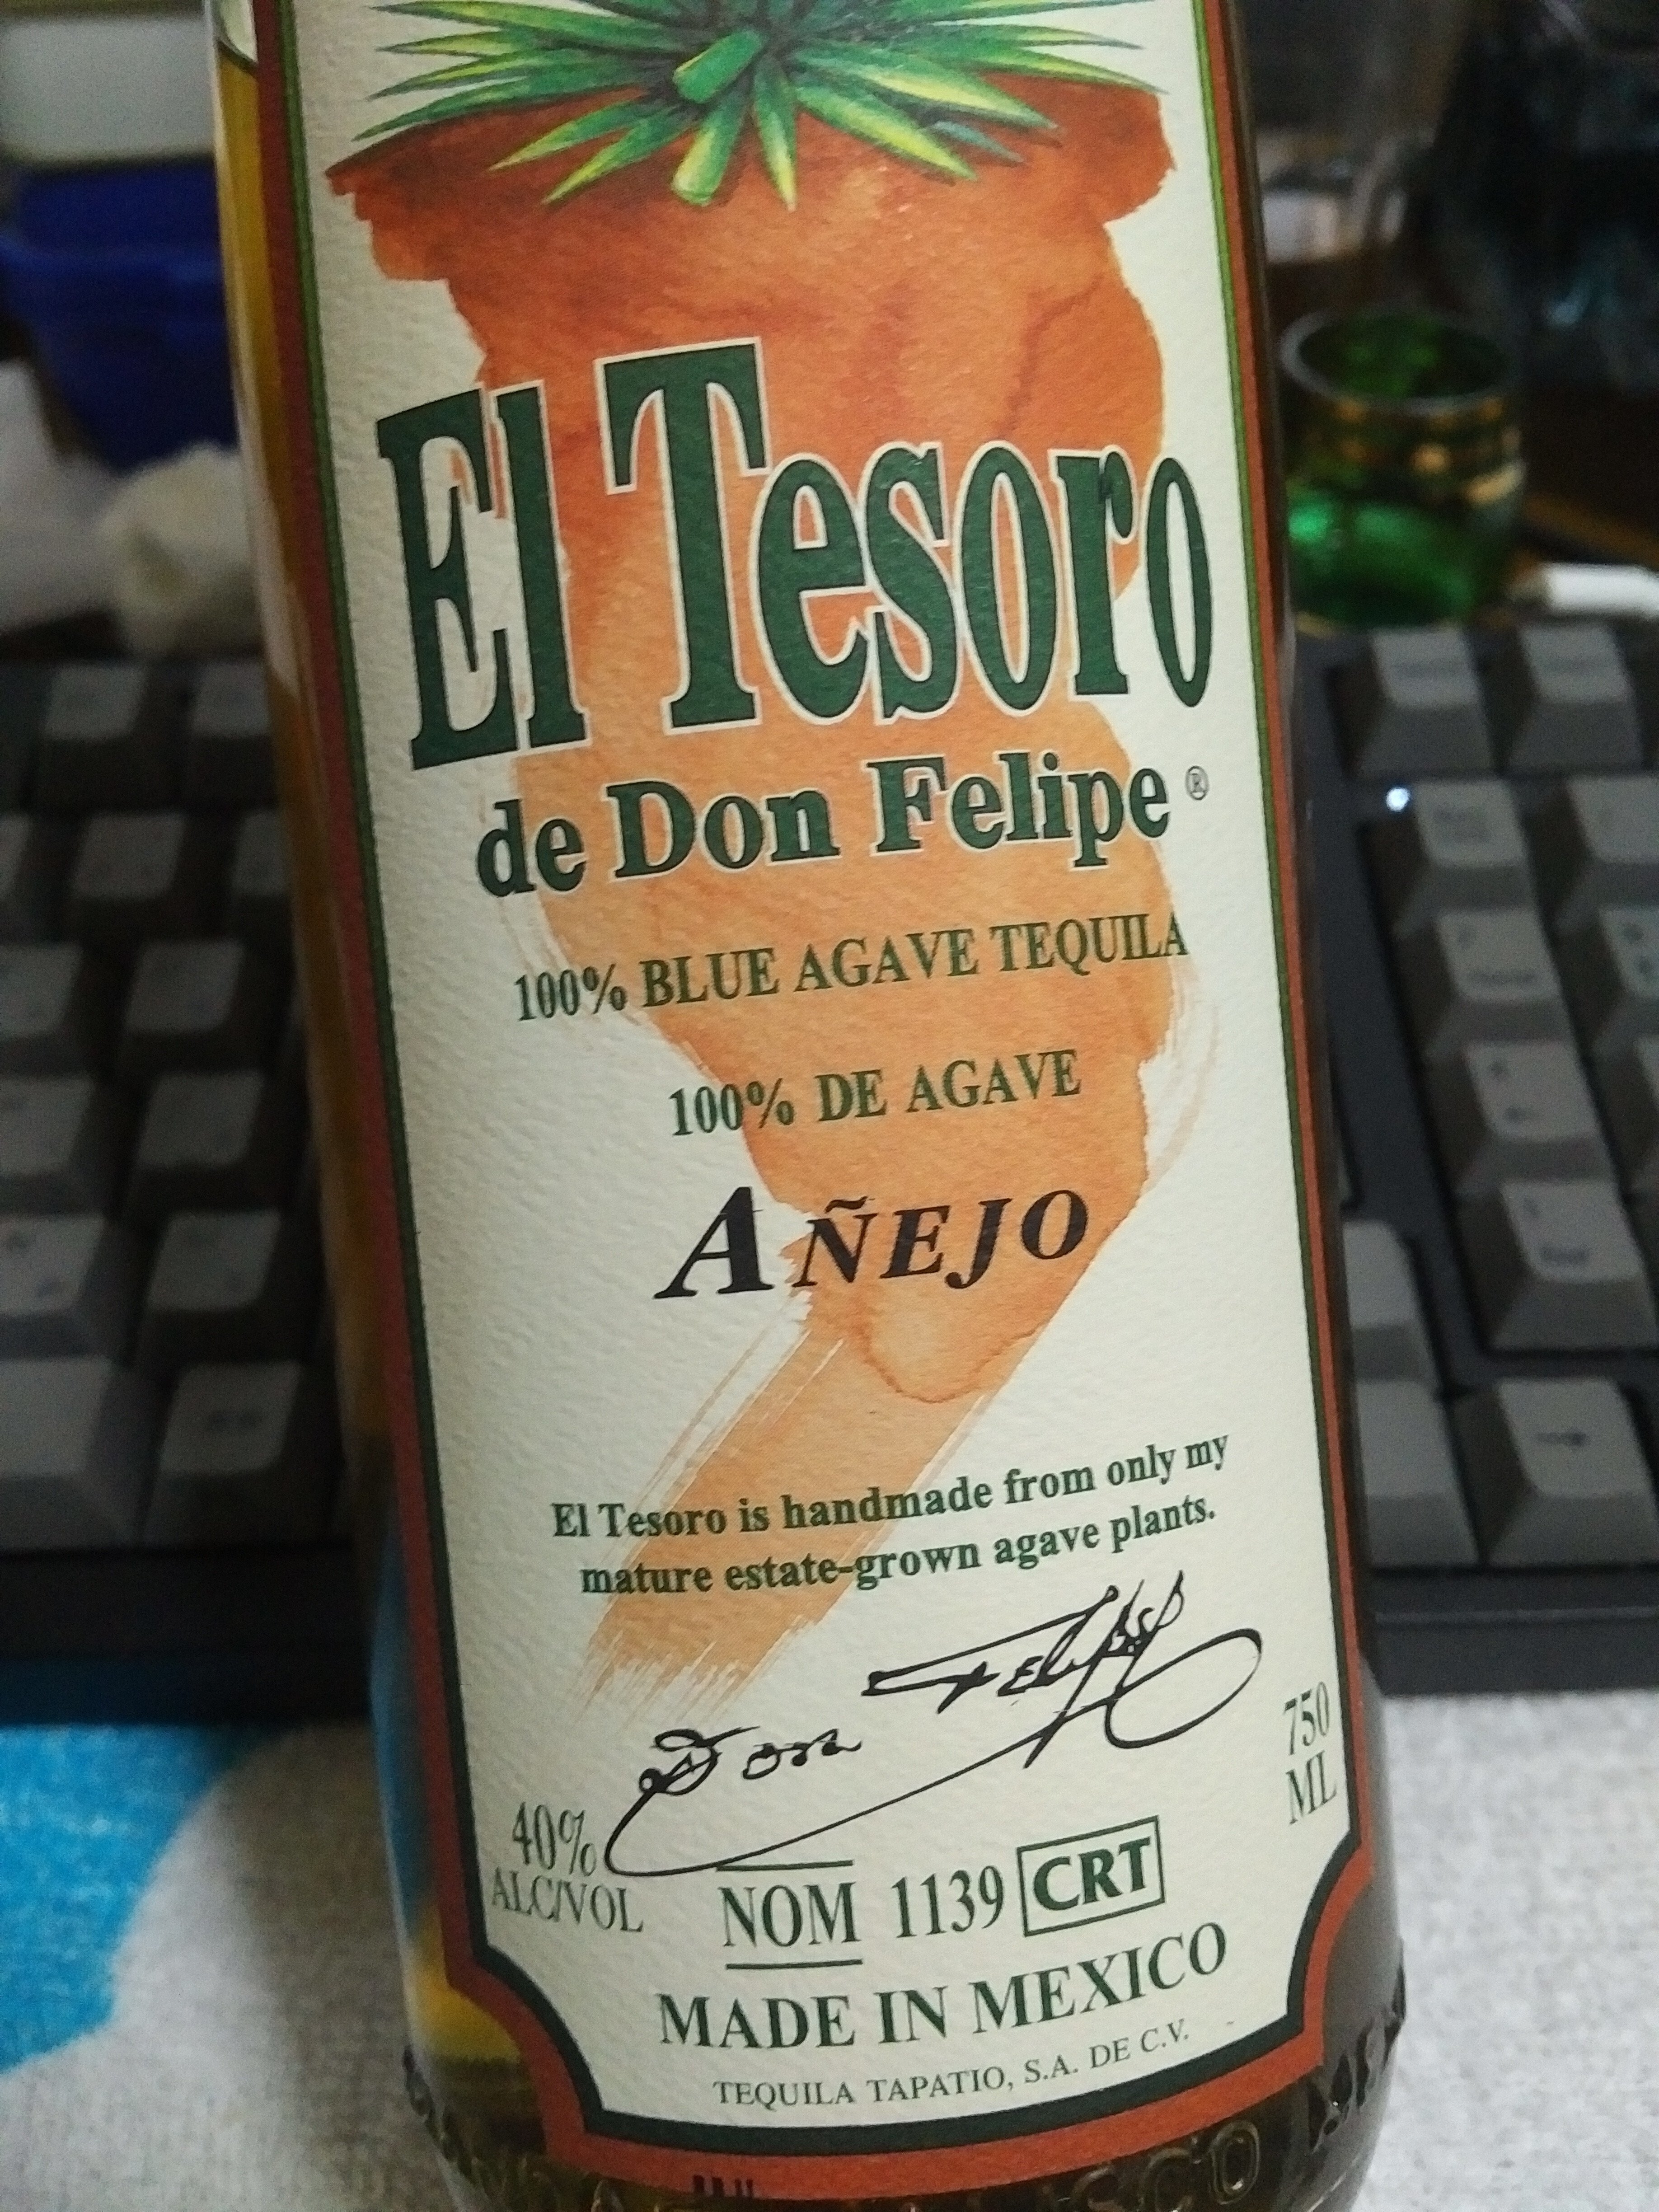 El Tesoro
de Don Felipe ®
100% BLUE AGAVE TEQUILA
100% DE AGAVE
AÑEJO
El Tesoro is handmade from only my
mature estate-grown agave plants.
Don Felipe
750
ML
40%
ALC/VOL
NOM 1139 CRT
MADE IN MEXICO
TEQUILA TAPATIO, S.A. DE C.V.